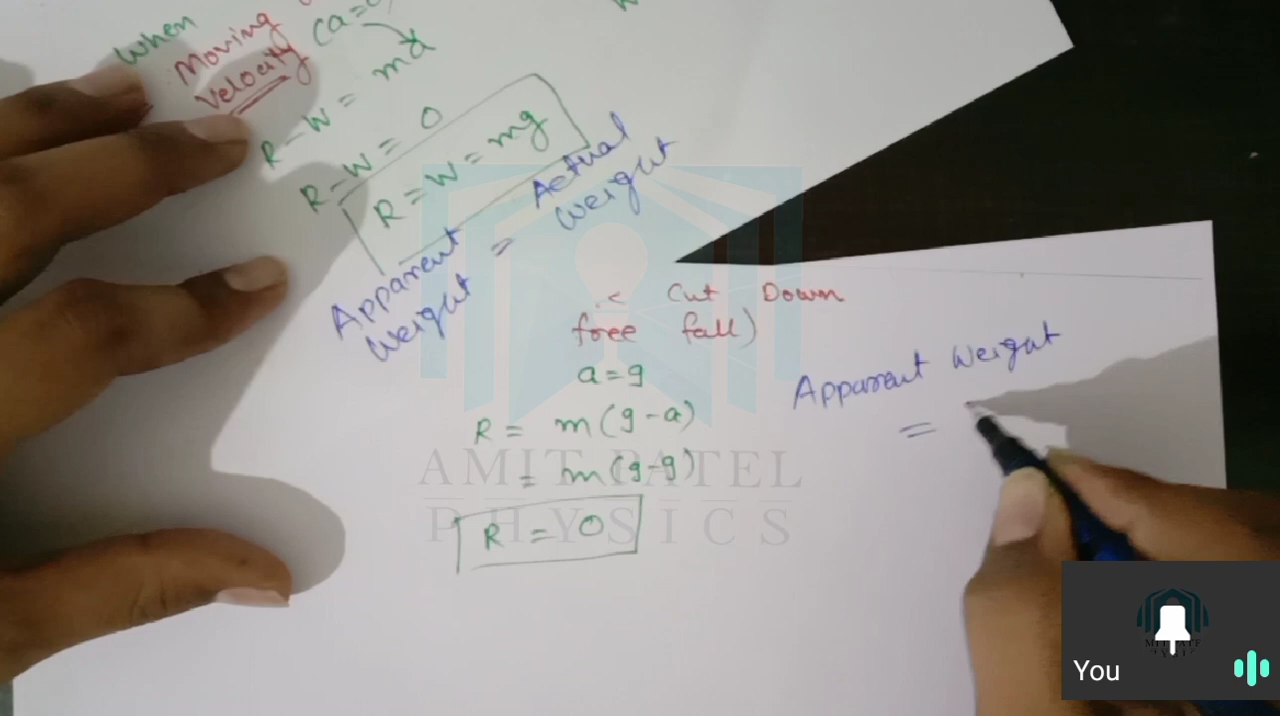 When
Moving
Velocity (a=0
R-W = ma
R-W = 0
R=W = mg
Apparent = Actual
Weight Weight
Cut Down
free fall)
a=g
R = m(g-a)
= m(g-g)
R = 0
Apparent Weight
=
AMIT PATEL
PHYSICS
You